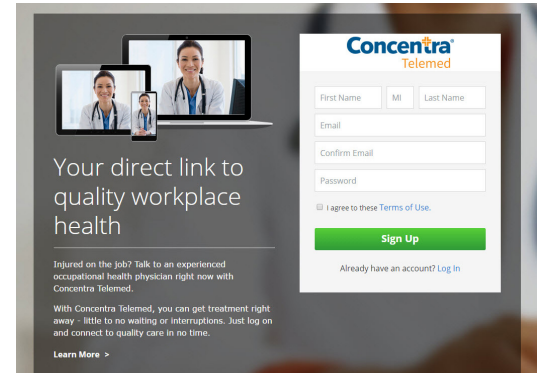 Your direct link to
quality workplace
health
Injured on the job? Talk to an experienced
occupational health physician right now with
Concentra Telemed.
With Concentra Telemed, you can get treatment right
away - little to no waiting or interruptions. Just log on
and connect to quality care in no time.
Learn More >
Concentra®
Telemed
First Name MI Last Name
Email
Confirm Email
Password
I agree to these Terms of Use.
Sign Up
Already have an account? Log In